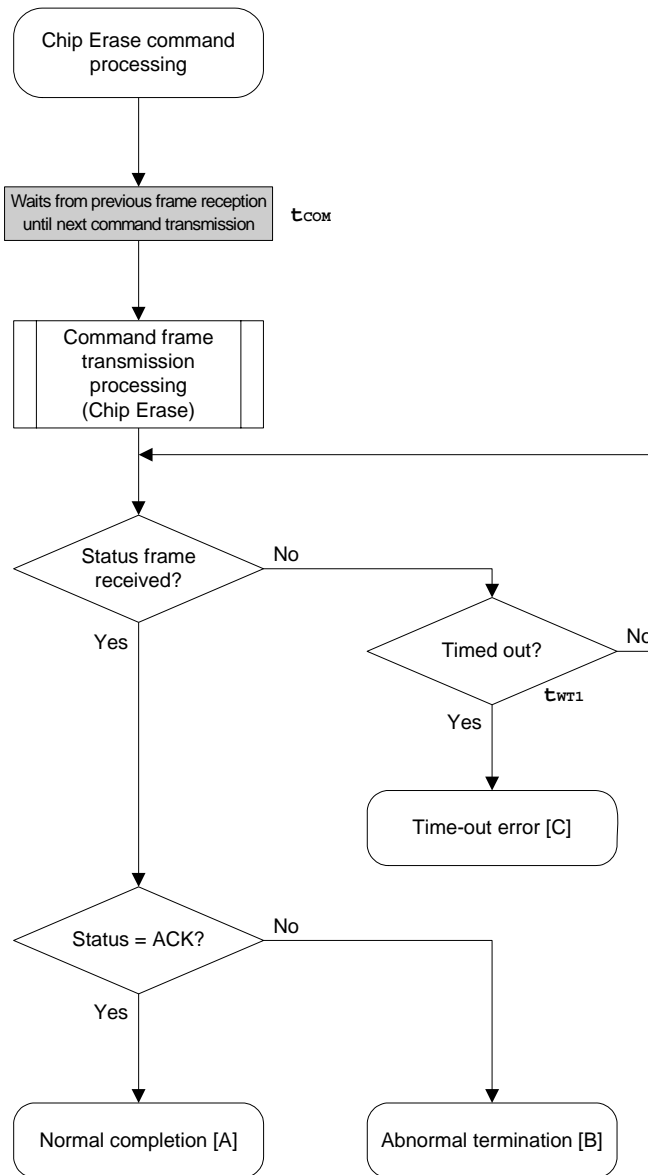 Chip Erase command
processing
Waits from previous frame reception
until next command transmission
tCOM
Command frame
transmission
processing
(Chip Erase)
Status frame
received?
No
Yes
Timed out?
No
tWT1
Yes
Time-out error [C]
Status = ACK?
No
Yes
Normal completion [A]
Abnormal termination [B]